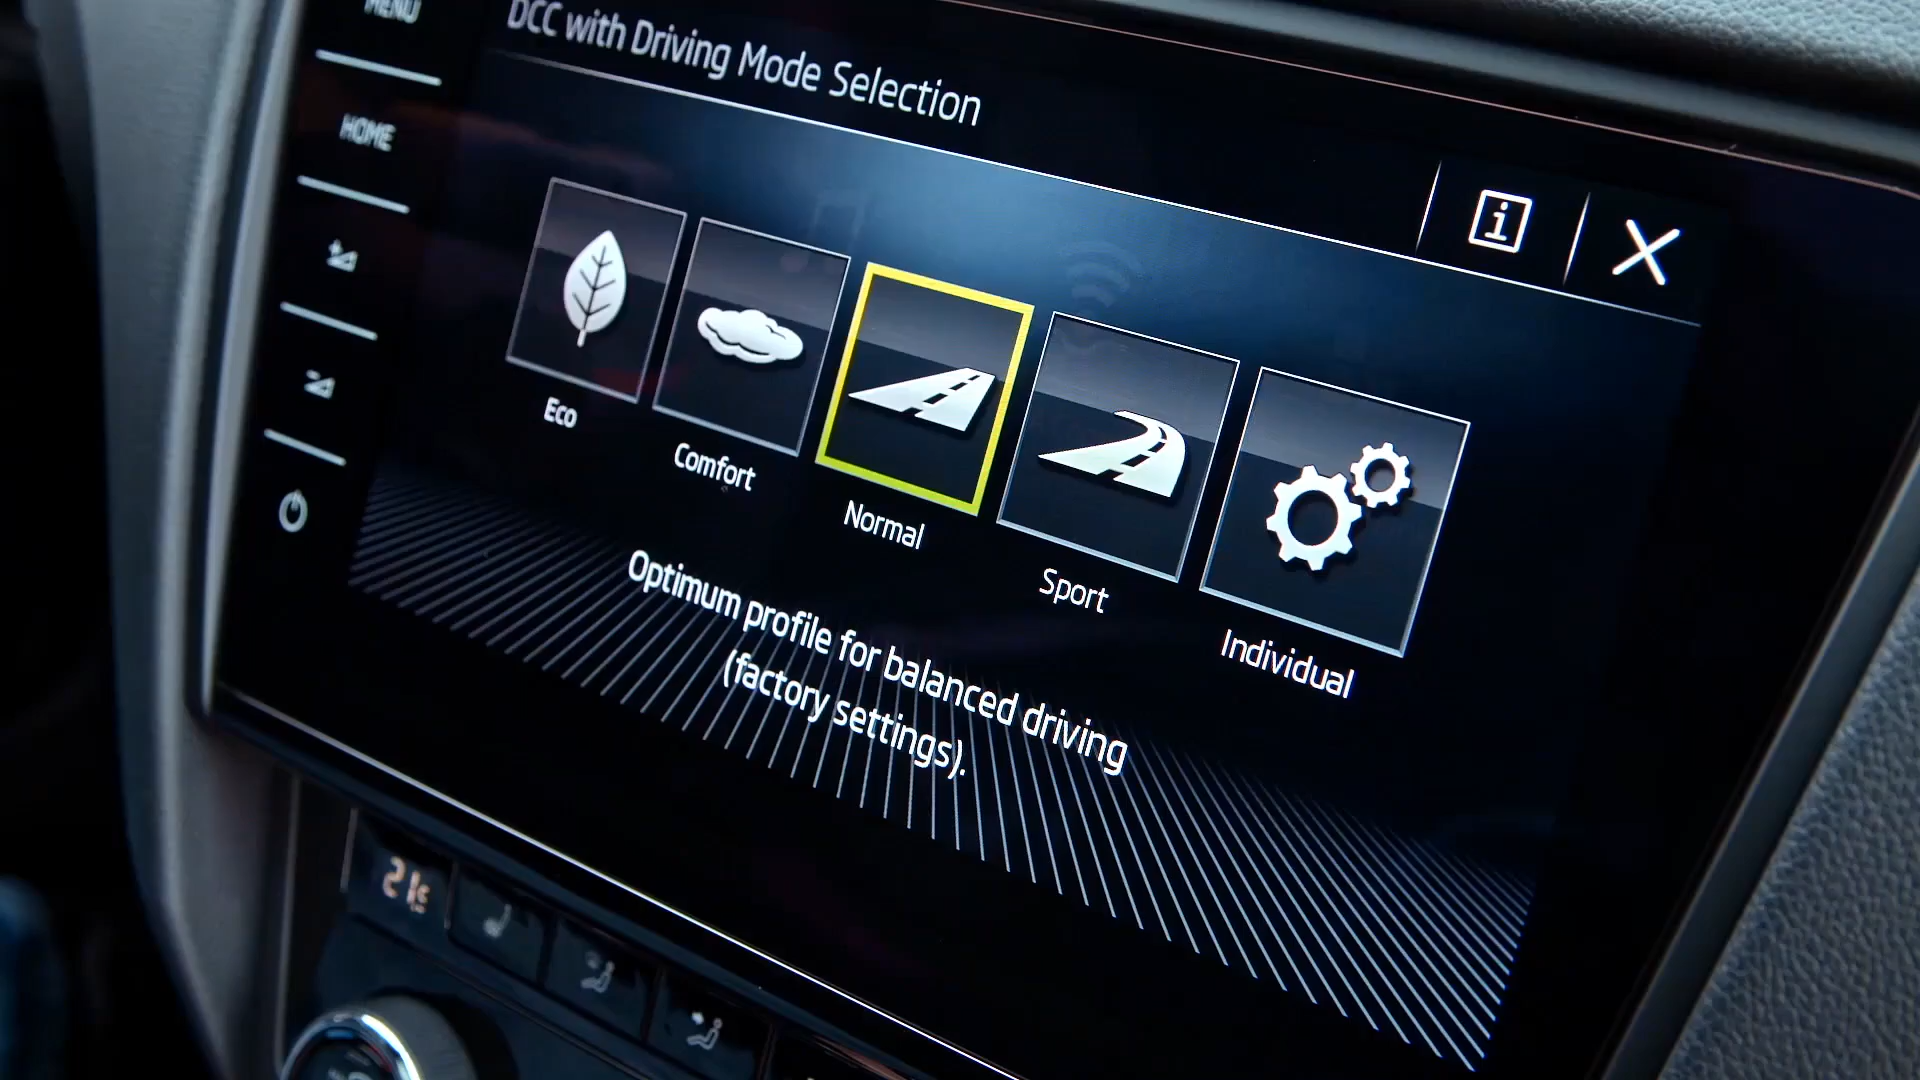 MENU
DCC with Driving Mode Selection
HOME
i
Eco
Comfort
Normal
Sport
Individual
Optimum profile for balanced driving
(factory settings).
21